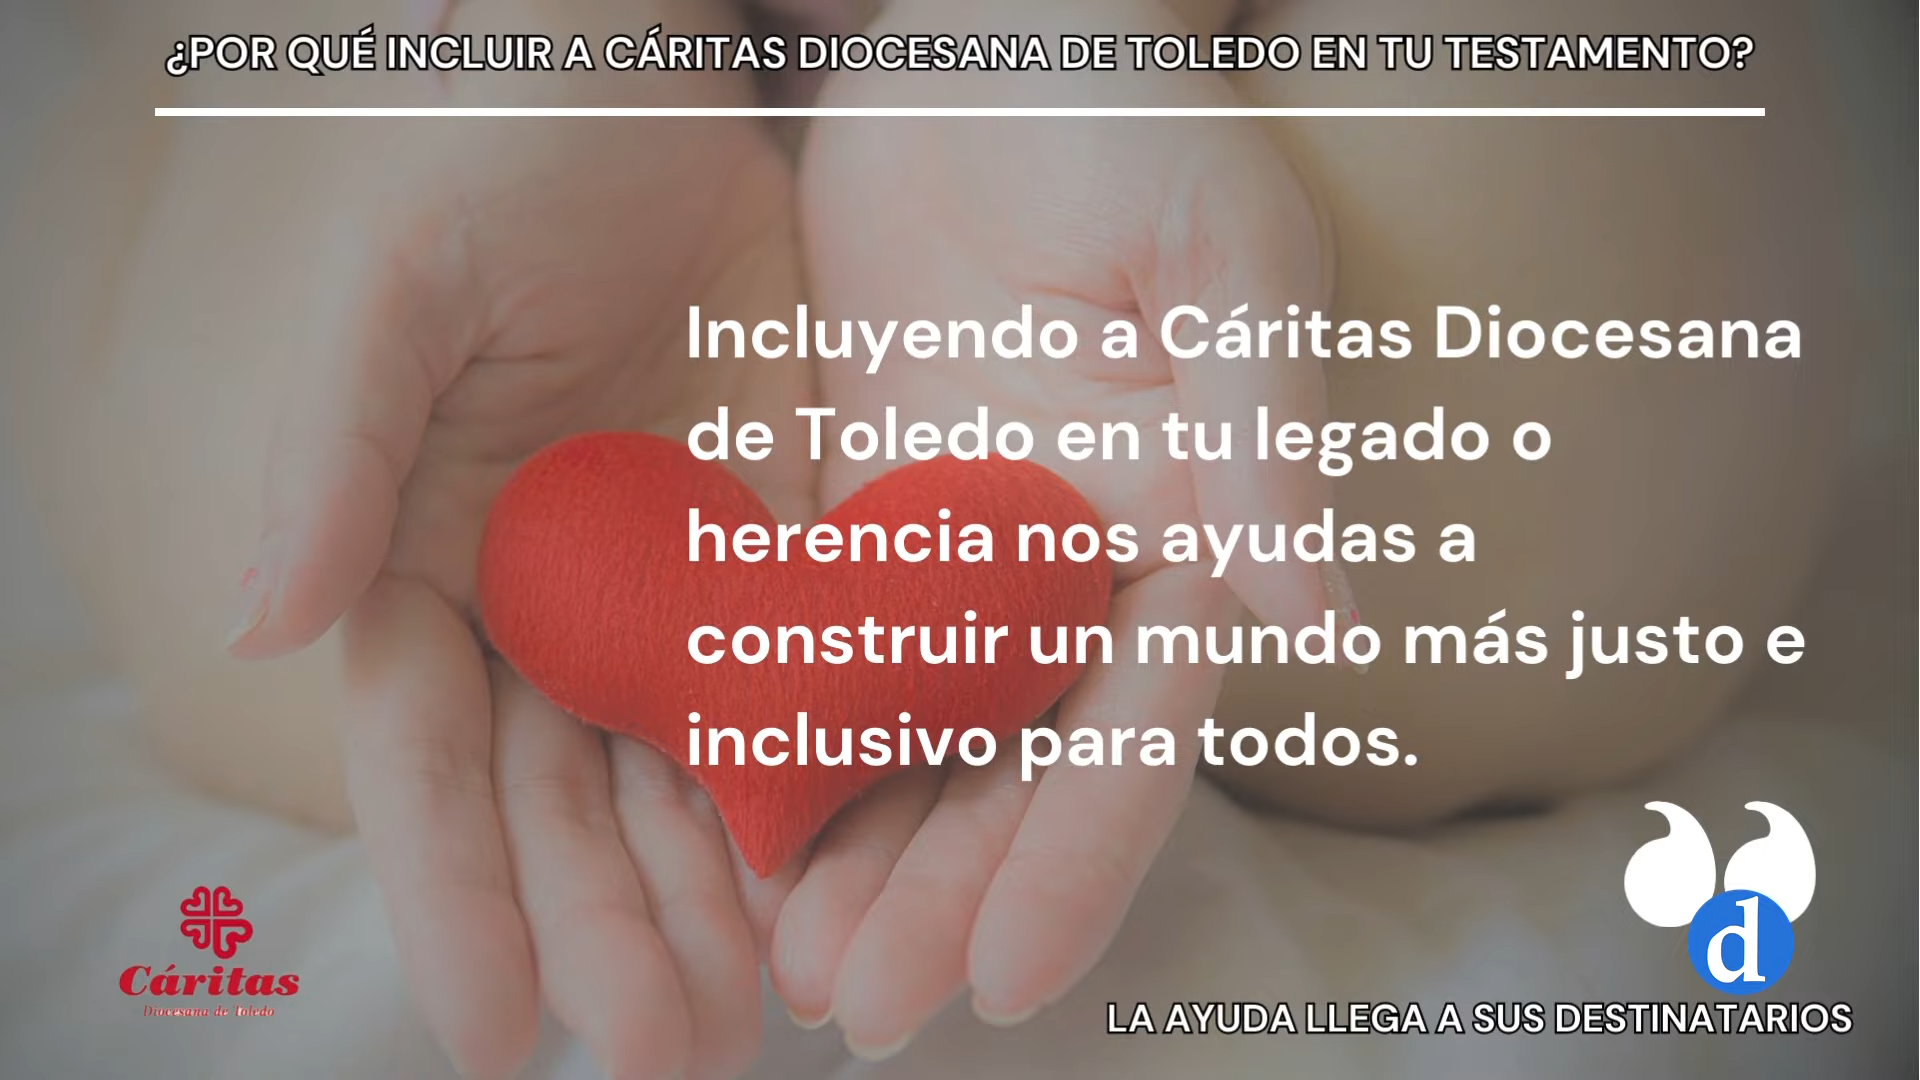 ¿POR QUÉ INCLUIR A CÁRITAS DIOCESANA DE TOLEDO EN TU TESTAMENTO?
Incluyendo a Cáritas Diocesana
de Toledo en tu legado o
herencia nos ayudas a
construir un mundo más justo e
inclusivo para todos.
d
Cáritas
Diocesana de Toledo
LA AYUDA LLEGA A SUS DESTINATARIOS